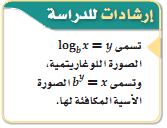 إرشادات للدراسة
تسمى log_b x = y
الصورة اللوغاريتمية،
وتسمى b^y = x الصورة
الأسية المكافئة لها.